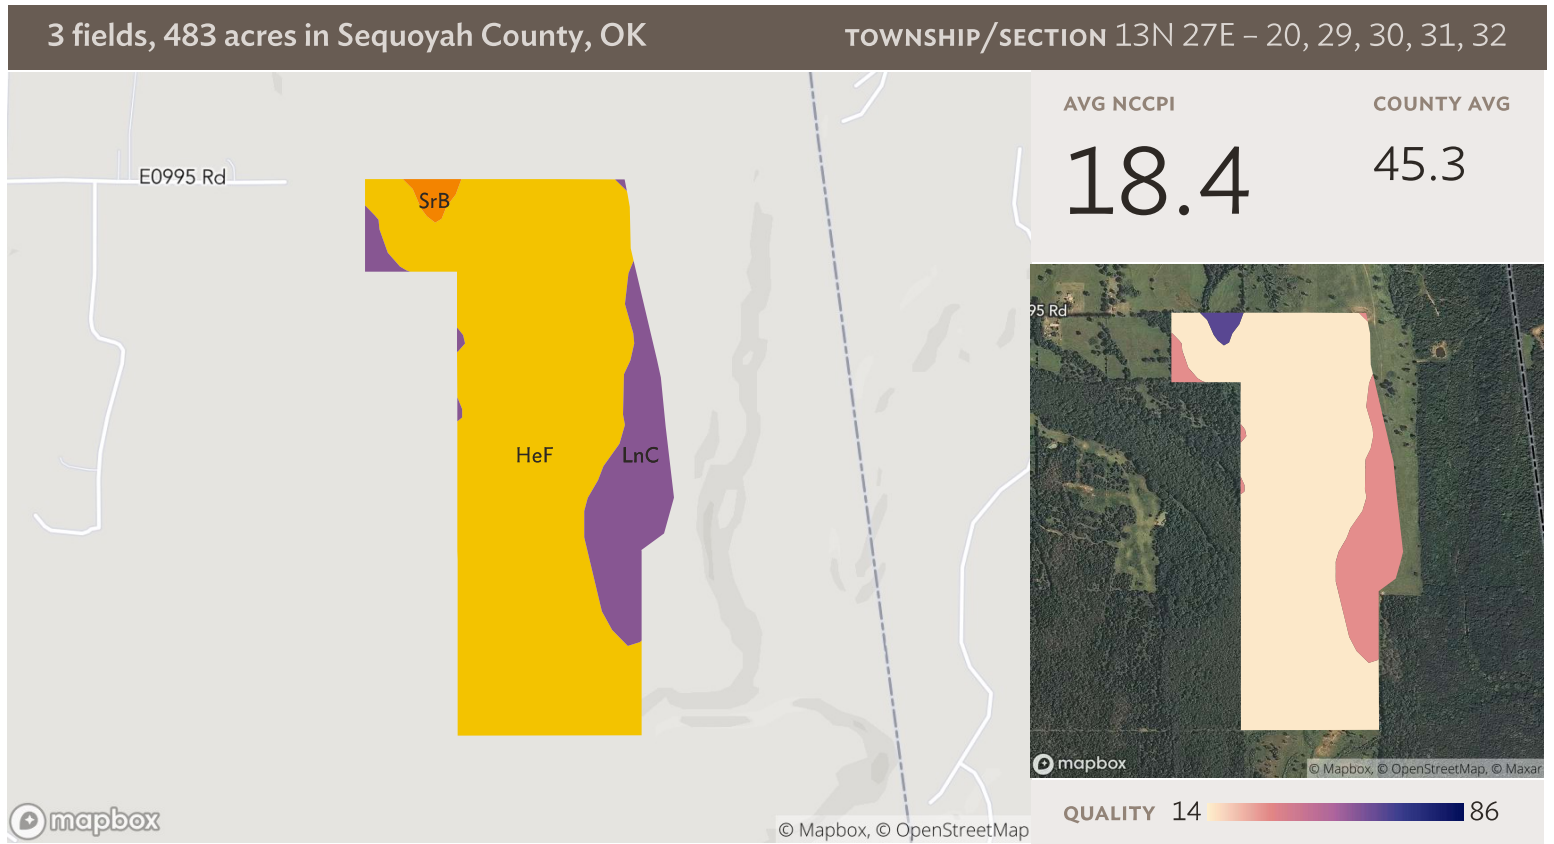 3 fields, 483 acres in Sequoyah County, OK
TOWNSHIP/SECTION 13N 27E – 20, 29, 30, 31, 32
AVG NCCPI
COUNTY AVG
18.4
45.3
E0995 Rd
SrB
HeF
LnC
95 Rd
mapbox
© Mapbox, © OpenStreetMap, © Maxar
mapbox
© Mapbox, © OpenStreetMap
QUALITY 14 86